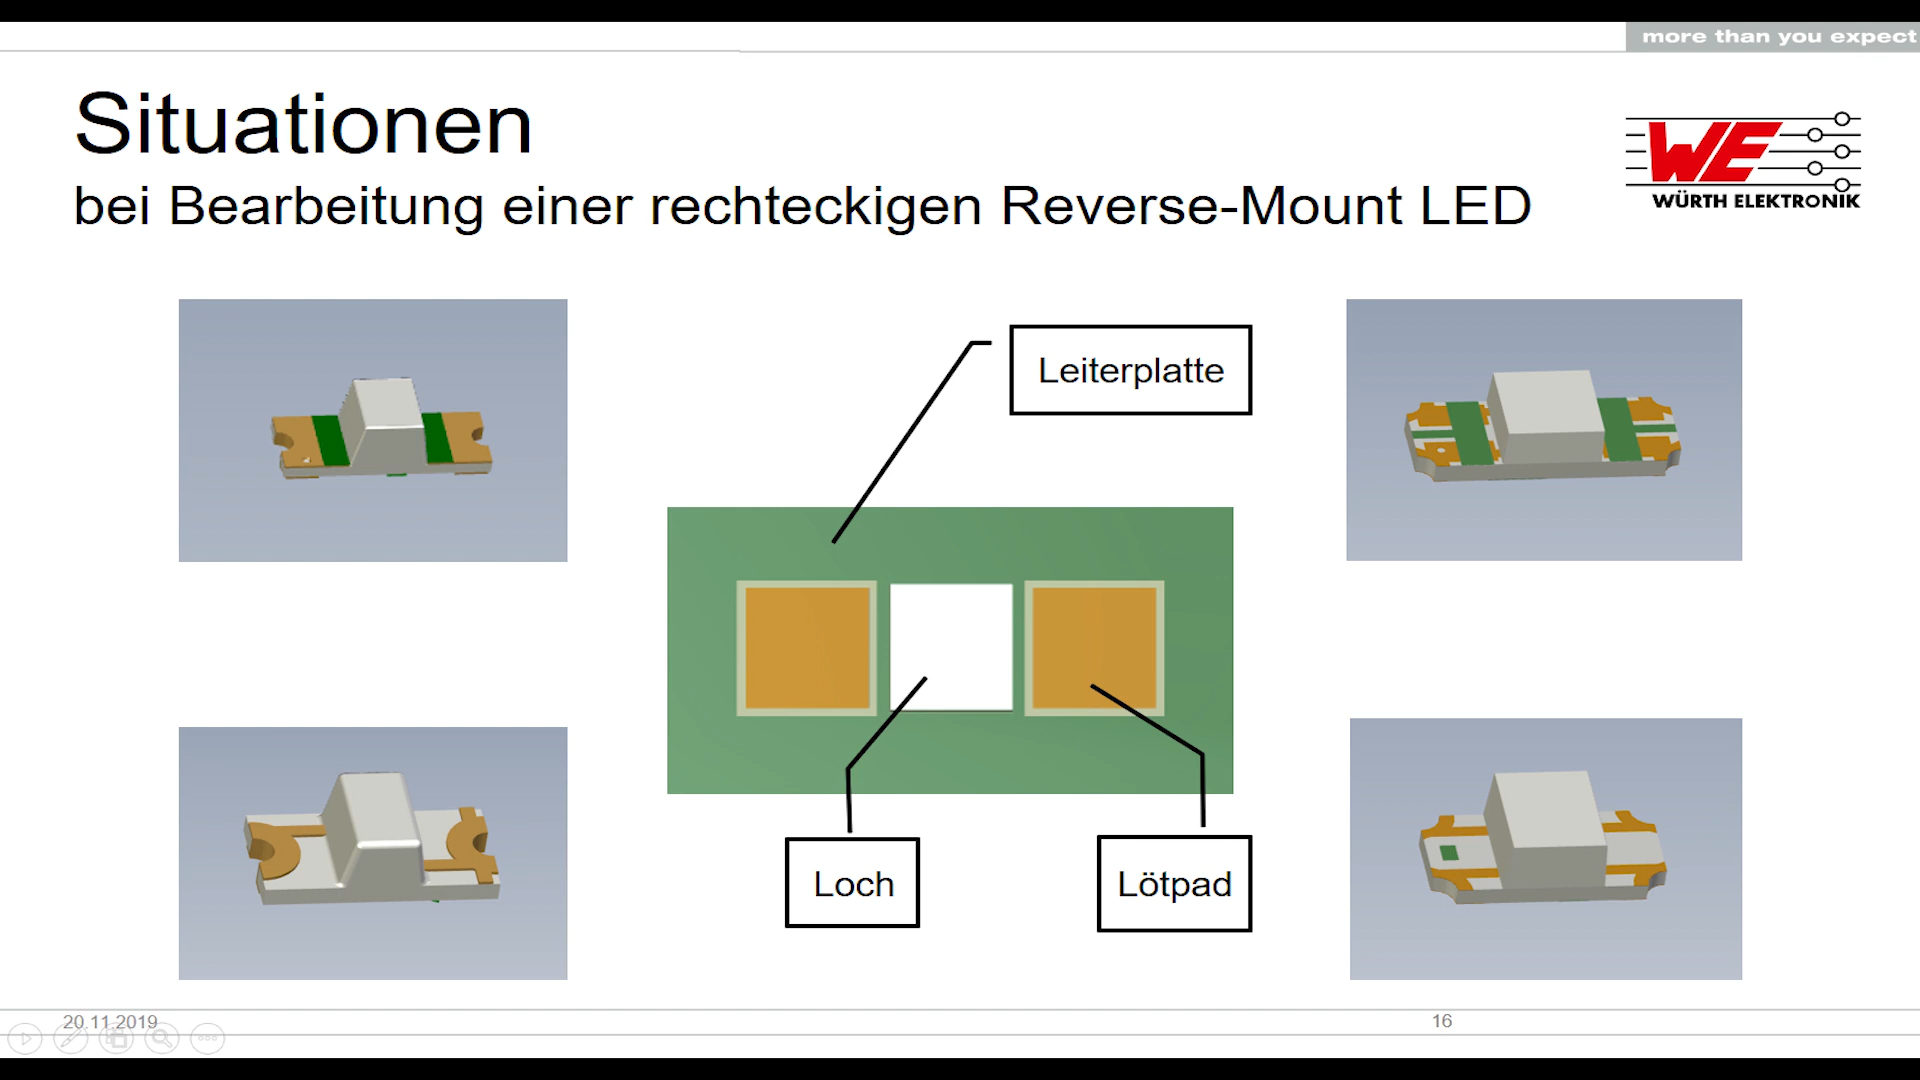 more than you expect
Situationen
bei Bearbeitung einer rechteckigen Reverse-Mount LED
WE
WÜRTH ELEKTRONIK
Leiterplatte
Loch
Lötpad
20.11.2019
16